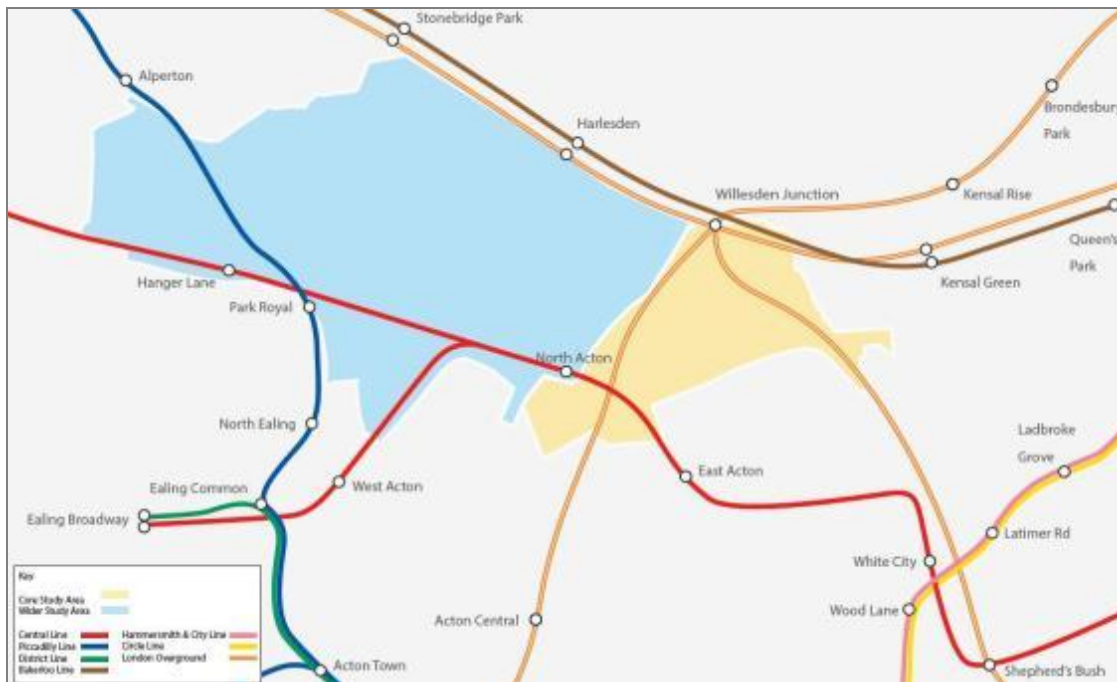 Stonebridge Park
Alperton
Brondesbury
Park
Harlesden
Willesden Junction
Kensal Rise
Queen's
Park
Hanger Lane
Kensal Green
Park Royal
North Acton
North Ealing
Ladbroke
Grove
East Acton
West Acton
Ealing Common
Ealing Broadway
Latimer Rd
White City
Wood Lane
Acton Central
Acton Town
Shepherd's Bush
Key
Core Study Area
Wider Study Area
Central Line
Piccadilly Line
District Line
Bakerloo Line
Hammersmith & City Line
Circle Line
London Overground